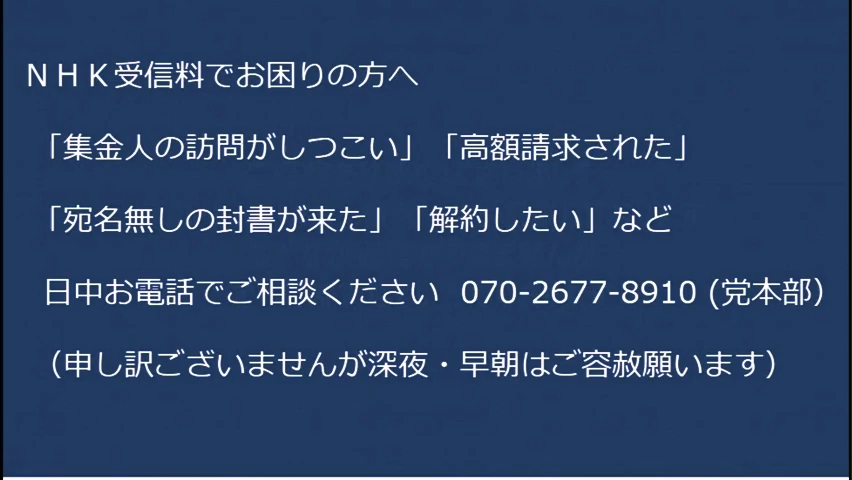 ＮＨＫ受信料でお困りの方へ
「集金人の訪問がしつこい」「高額請求された」
「宛名無しの封書が来た」「解約したい」など
日中お電話でご相談ください 070-2677-8910 (党本部）
（申し訳ございませんが深夜・早朝はご容赦願います）